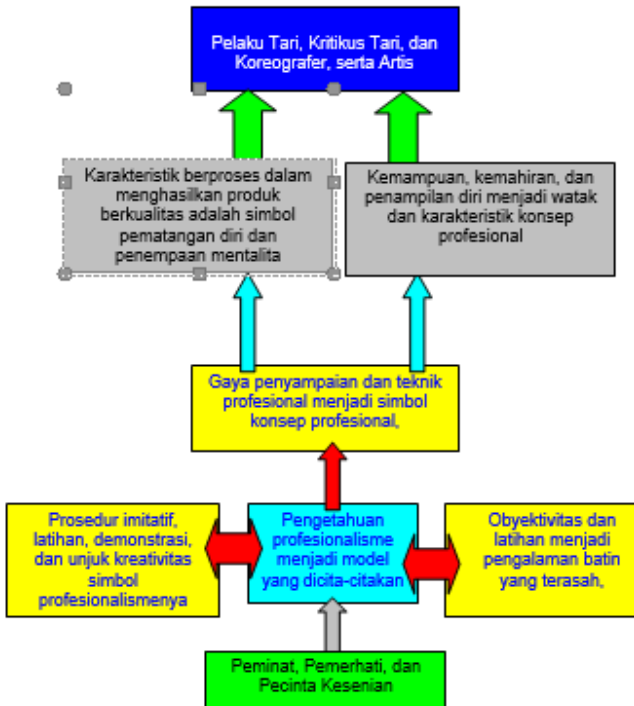 Pelaku Tari, Kritikus Tari, dan
Koreografer, serta Artis
Karakteristik berproses dalam
menghasilkan produk
berkualitas adalah simbol
pematangan diri dan
penempaan mentalita
Kemampuan, kemahiran, dan
penampilan diri menjadi watak
dan karakteristik konsep
profesional
Gaya penyampaian dan teknik
profesional menjadi simbol
konsep profesional,
Prosedur imitatif,
latihan, demonstrasi,
dan unjuk kreativitas
simbol
profesionalismenya
Pengetahuan
profesionalisme
menjadi model
yang dicita-citakan
Obyektivitas dan
latihan menjadi
pengalaman batin
yang terasah,
Peminat, Pemerhati, dan
Pecinta Kesenian